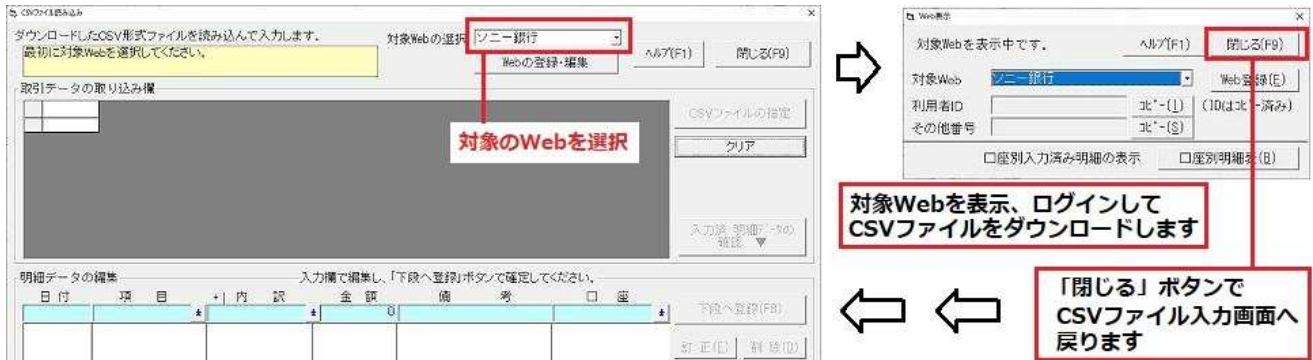 CSVファイル読み込み
ダウンロードしたCSV形式ファイルを読み込んで入力します。
最初に対象Webを選択してください。
対象Webの選択
ソニー銀行
Webの登録・編集
ヘルプ(F1)
閉じる(F9)
取引データの取り込み欄
CSVファイルの指定
クリア
対象のWebを選択
入力済 明細データの
確認 ▼
明細データの編集
入力欄で編集し、「下段へ登録」ボタンで確定してください。
日 付 項 目 +| 内 訳 金 額 備 考 口 座
0
下段へ登録(F8)
訂 正(E)
削 除(D)
Web表示
対象Webを表示中です.
ヘルプ(F1)
閉じる(F9)
対象Web
ソニー銀行
Web登録(E)
利用者ID
コピー(I)
(IDはコピー済み)
その他番号
コピー(S)
口座別入力済み明細の表示
口座別明細表(B)
対象Webを表示、ログインして
CSVファイルをダウンロードします
「閉じる」ボタンで
CSVファイル入力画面へ
戻ります